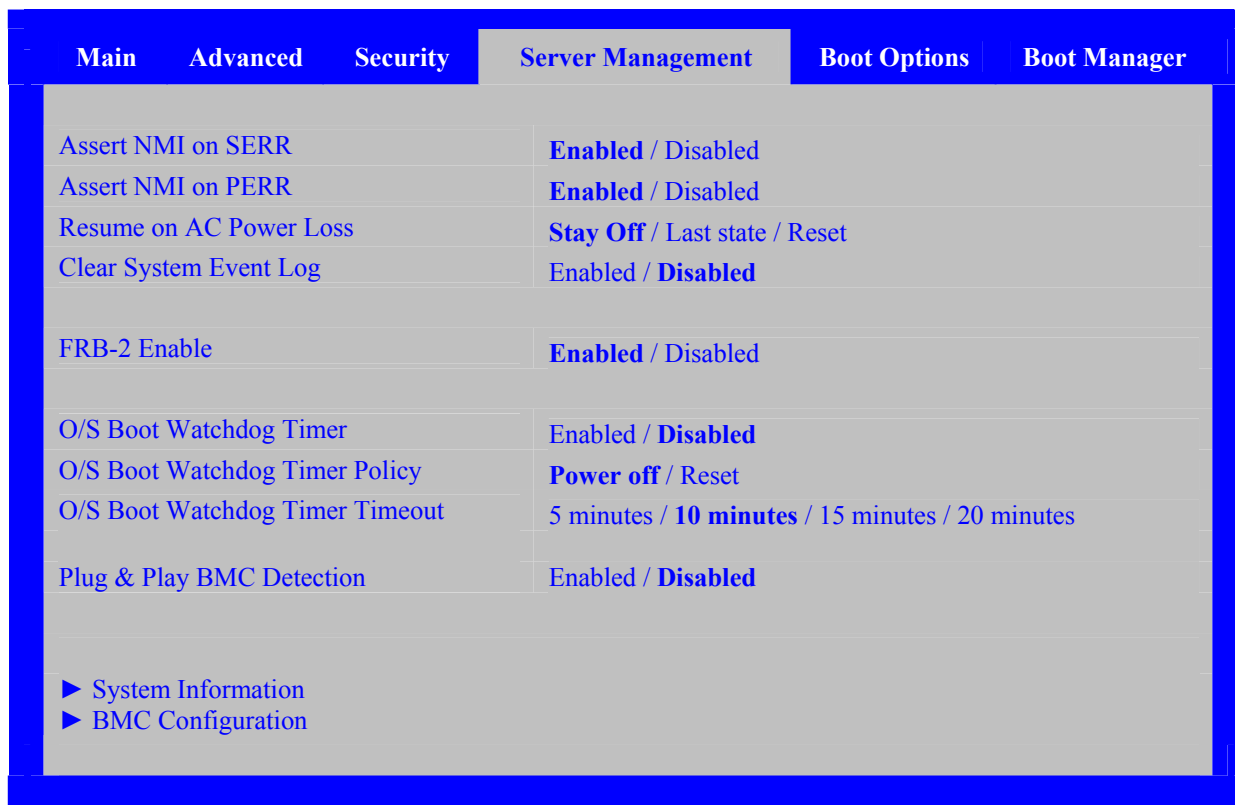 Main Advanced Security Server Management Boot Options Boot Manager
Assert NMI on SERR Enabled / Disabled
Assert NMI on PERR Enabled / Disabled
Resume on AC Power Loss Stay Off / Last state / Reset
Clear System Event Log Enabled / Disabled
FRB-2 Enable Enabled / Disabled
O/S Boot Watchdog Timer Enabled / Disabled
O/S Boot Watchdog Timer Policy Power off / Reset
O/S Boot Watchdog Timer Timeout 5 minutes / 10 minutes / 15 minutes / 20 minutes
Plug & Play BMC Detection Enabled / Disabled
► System Information
► BMC Configuration